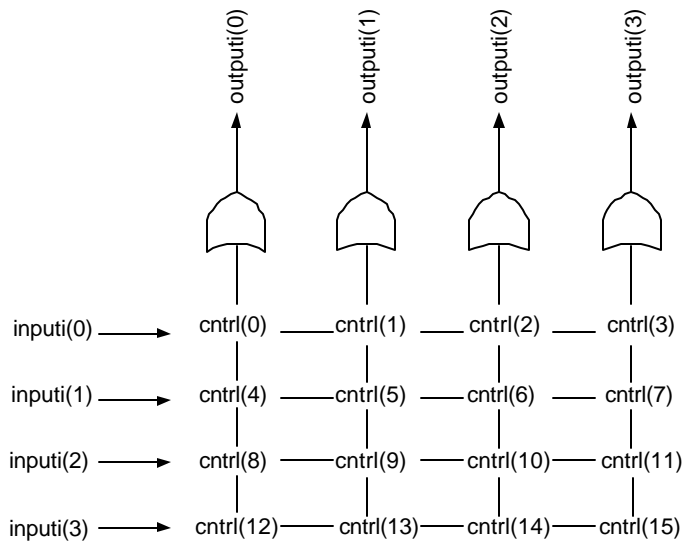 outputi(0) outputi(1) outputi(2) outputi(3)
inputi(0) cntrl(0) cntrl(1) cntrl(2) cntrl(3)
inputi(1) cntrl(4) cntrl(5) cntrl(6) cntrl(7)
inputi(2) cntrl(8) cntrl(9) cntrl(10) cntrl(11)
inputi(3) cntrl(12) cntrl(13) cntrl(14) cntrl(15)